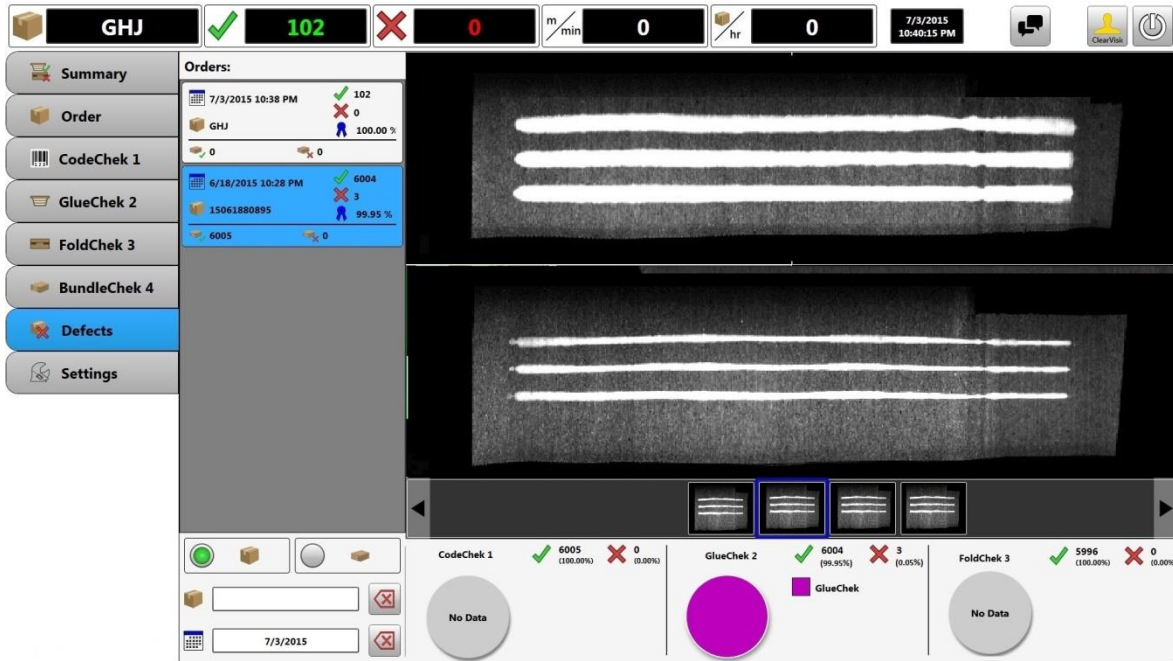 GHJ
102
0
m/min
0
/hr
0
7/3/2015
10:40:15 PM
ClearVisk
Summary
Order
CodeChek 1
GlueChek 2
FoldChek 3
BundleChek 4
Defects
Settings
Orders:
7/3/2015 10:38 PM
102
0
GHJ
100.00 %
0
0
6/18/2015 10:28 PM
6004
3
15061880895
99.95 %
6005
0
7/3/2015
CodeChek 1
6005
(100.00%)
0
(0.00%)
No Data
GlueChek 2
6004
(99.95%)
3
(0.05%)
GlueChek
FoldChek 3
5996
(100.00%)
0
(0.00%
No Data